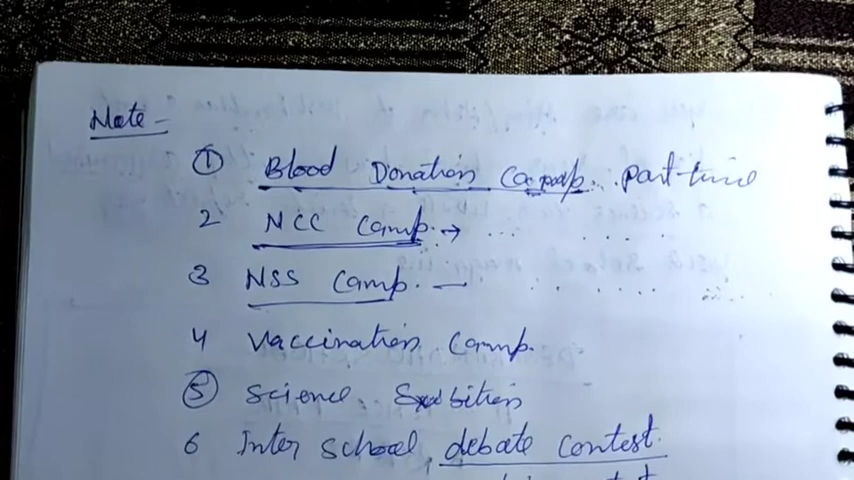 Note -
① Blood Donation Camp... part-time
2 NCC Camp. → ... . . . .
3 NSS Camp. — . . . . . .
4 Vaccination Camp.
⑤ Science Exibition
6 Inter school debate contest.